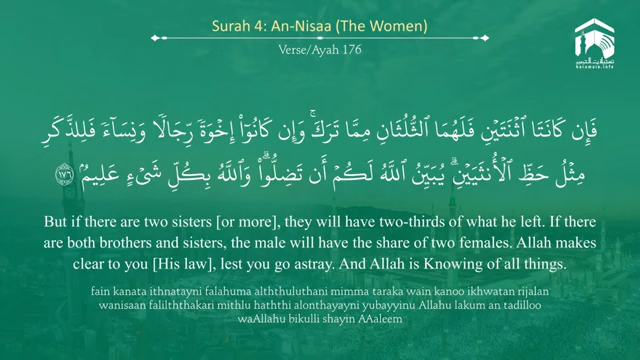 Surah 4: An-Nisaa (The Women)
Verse/Ayah 176
haramain.info
فَإِن كَانَتَا ٱثْنَتَيْنِ فَلَهُمَا ٱلثُّلُثَانِ مِمَّا تَرَكَ ۚ وَإِن كَانُوٓا۟ إِخْوَةً رِّجَالًا وَنِسَآءً فَلِلذَّكَرِ
مِثْلُ حَظِّ ٱلْأُنثَيَيْنِ ۗ يُبَيِّنُ ٱللَّهُ لَكُمْ أَن تَضِلُّوا۟ ۗ وَٱللَّهُ بِكُلِّ شَىْءٍ عَلِيمٌۢ ١٧٦
But if there are two sisters [or more], they will have two-thirds of what he left. If there
are both brothers and sisters, the male will have the share of two females. Allah makes
clear to you [His law], lest you go astray. And Allah is Knowing of all things.
fain kanata ithnatayni falahuma alththuluthani mimma taraka wain kanoo ikhwatan rijalan
wanisaan falilththakari mithlu haththi alonthayayni yubayyinu Allahu lakum an tadilloo
waAllahu bikulli shayin AAaleem